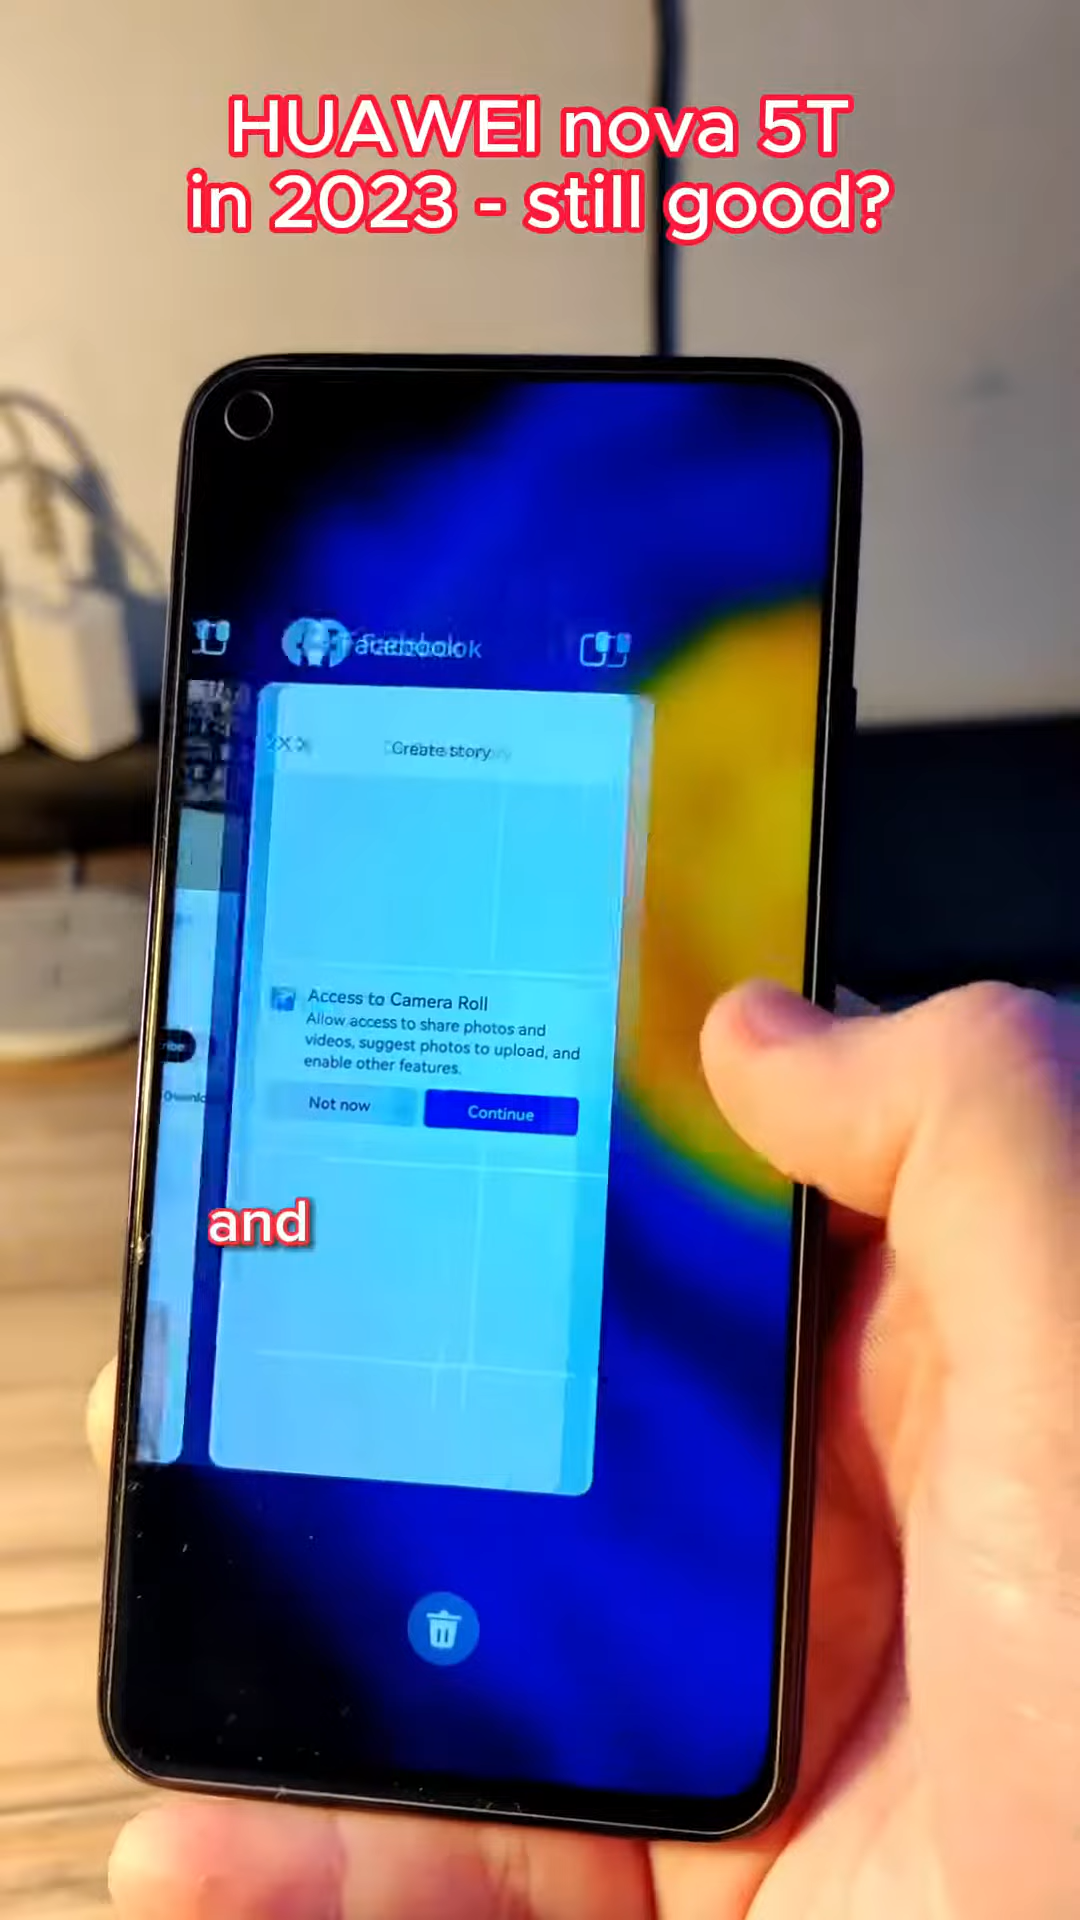 HUAWEI nova 5T
in 2023 - still good?
Facebook
Create story
Access to Camera Roll
Allow access to share photos and
videos, suggest photos to upload, and
enable other features.
Not now
Continue
and